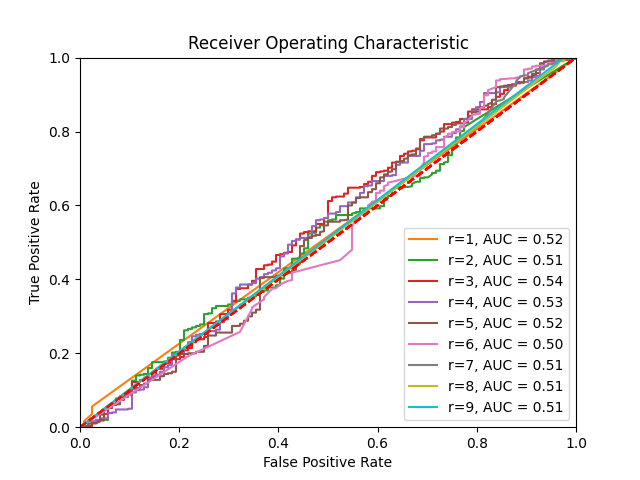 Receiver Operating Characteristic
True Positive Rate
1.0
0.8
0.6
0.4
0.2
0.0
r=1, AUC = 0.52
r=2, AUC = 0.51
r=3, AUC = 0.54
r=4, AUC = 0.53
r=5, AUC = 0.52
r=6, AUC = 0.50
r=7, AUC = 0.51
r=8, AUC = 0.51
r=9, AUC = 0.51
0.0 0.2 0.4 0.6 0.8 1.0
False Positive Rate